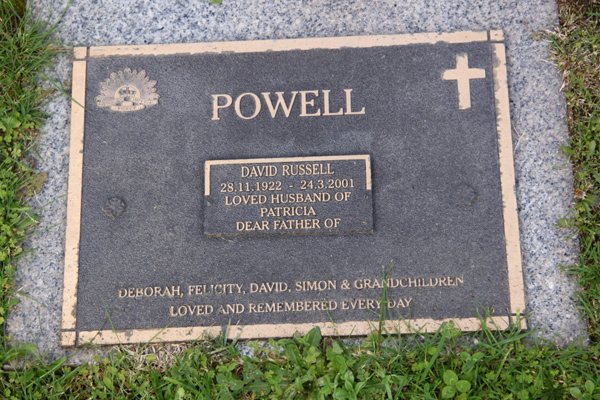 POWELL
DAVID RUSSELL
28.11.1922 - 24.3.2001
LOVED HUSBAND OF
PATRICIA
DEAR FATHER OF
DEBORAH, FELICITY, DAVID, SIMON & GRANDCHILDREN
LOVED AND REMEMBERED EVERY DAY